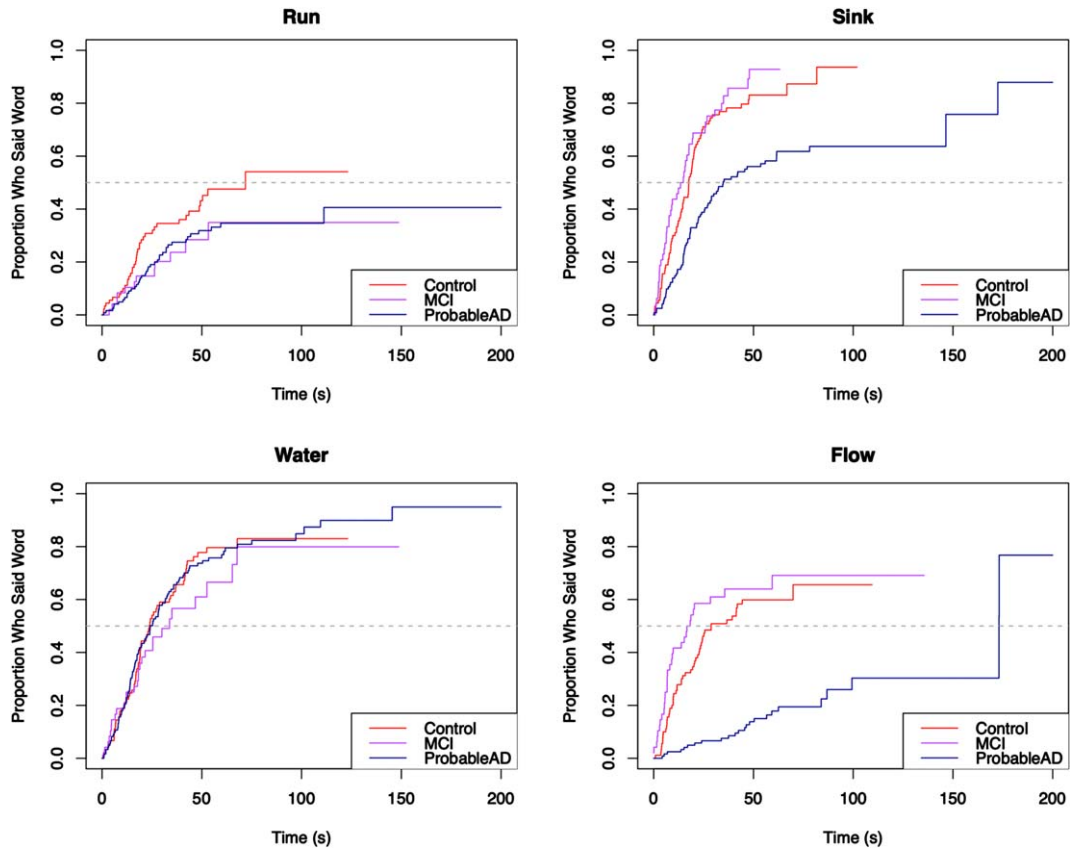 Run
Proportion Who Said Word
0.0 0.2 0.4 0.6 0.8 1.0
Control
MCI
ProbableAD
0 50 100 150 200
Time (s)
Sink
Proportion Who Said Word
0.0 0.2 0.4 0.6 0.8 1.0
Control
MCI
ProbableAD
0 50 100 150 200
Time (s)
Water
Proportion Who Said Word
0.0 0.2 0.4 0.6 0.8 1.0
Control
MCI
ProbableAD
0 50 100 150 200
Time (s)
Flow
Proportion Who Said Word
0.0 0.2 0.4 0.6 0.8 1.0
Control
MCI
ProbableAD
0 50 100 150 200
Time (s)